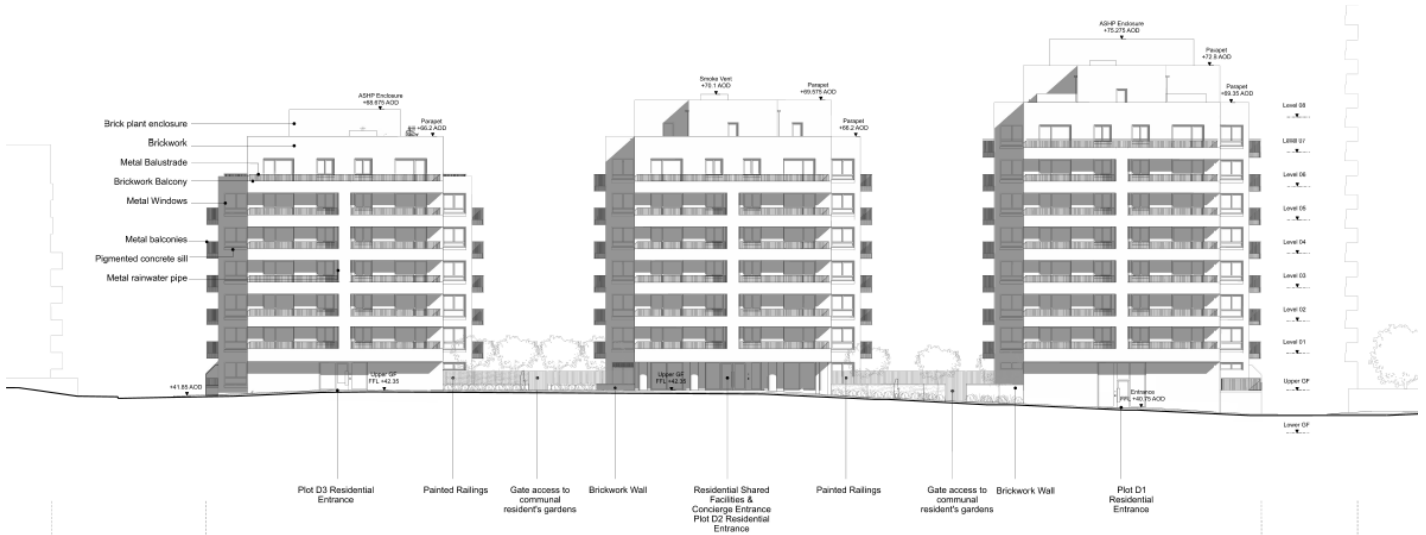 ASHP Enclosure
+75.275 AOD
Parapet
+72.8 AOD
Smoke Vent
+70.1 AOD
Parapet
+69.575 AOD
Parapet
+69.35 AOD
ASHP Enclosure
+68.675 AOD
Parapet
+66.2 AOD
Parapet
+66.2 AOD
Level 08
Level 07
Level 06
Level 05
Level 04
Level 03
Level 02
Level 01
Upper GF
Lower GF
Brick plant enclosure
Brickwork
Metal Balustrade
Brickwork Balcony
Metal Windows
Metal balconies
Pigmented concrete sill
Metal rainwater pipe
+41.85 AOD
Upper GF
FFL +42.35
Upper GF
FFL +42.35
Entrance
FFL +40.75 AOD
Plot D3 Residential
Entrance
Painted Railings
Gate access to
communal
resident's gardens
Brickwork Wall
Residential Shared
Facilities &
Concierge Entrance
Plot D2 Residential
Entrance
Painted Railings
Gate access to
communal
resident's gardens
Brickwork Wall
Plot D1
Residential
Entrance